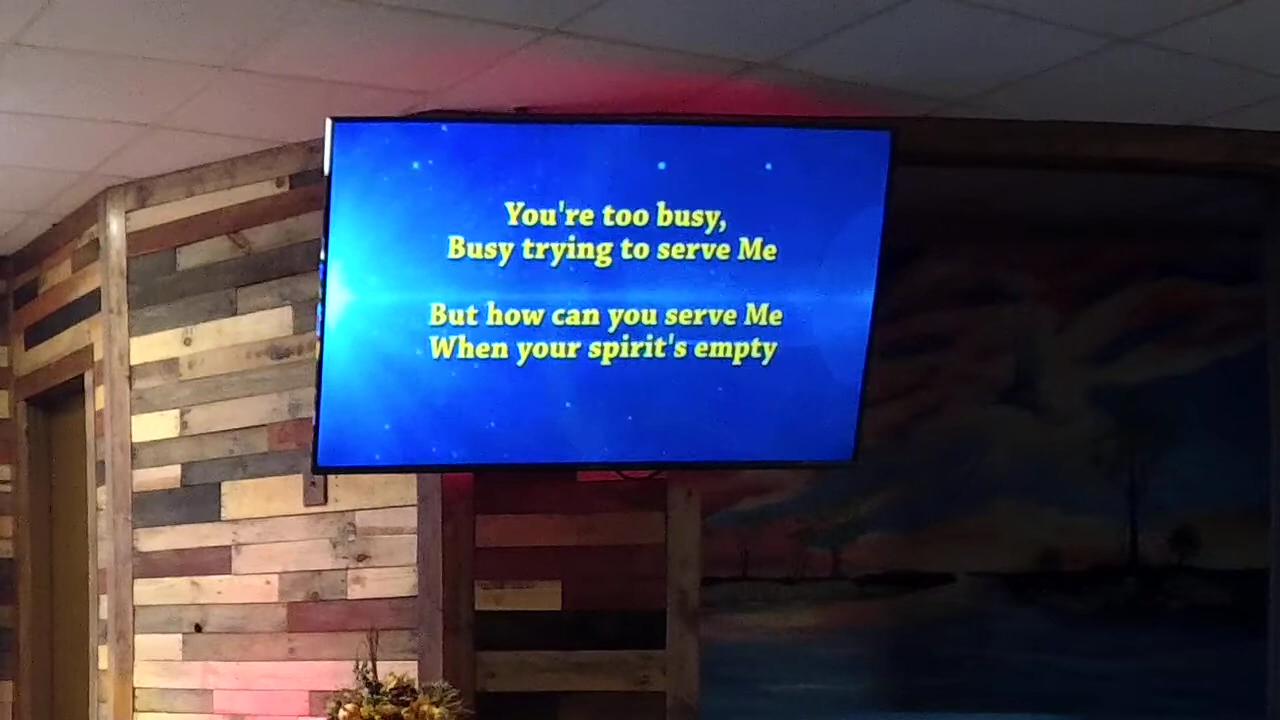 You're too busy,
Busy trying to serve Me
But how can you serve Me
When your spirit's empty